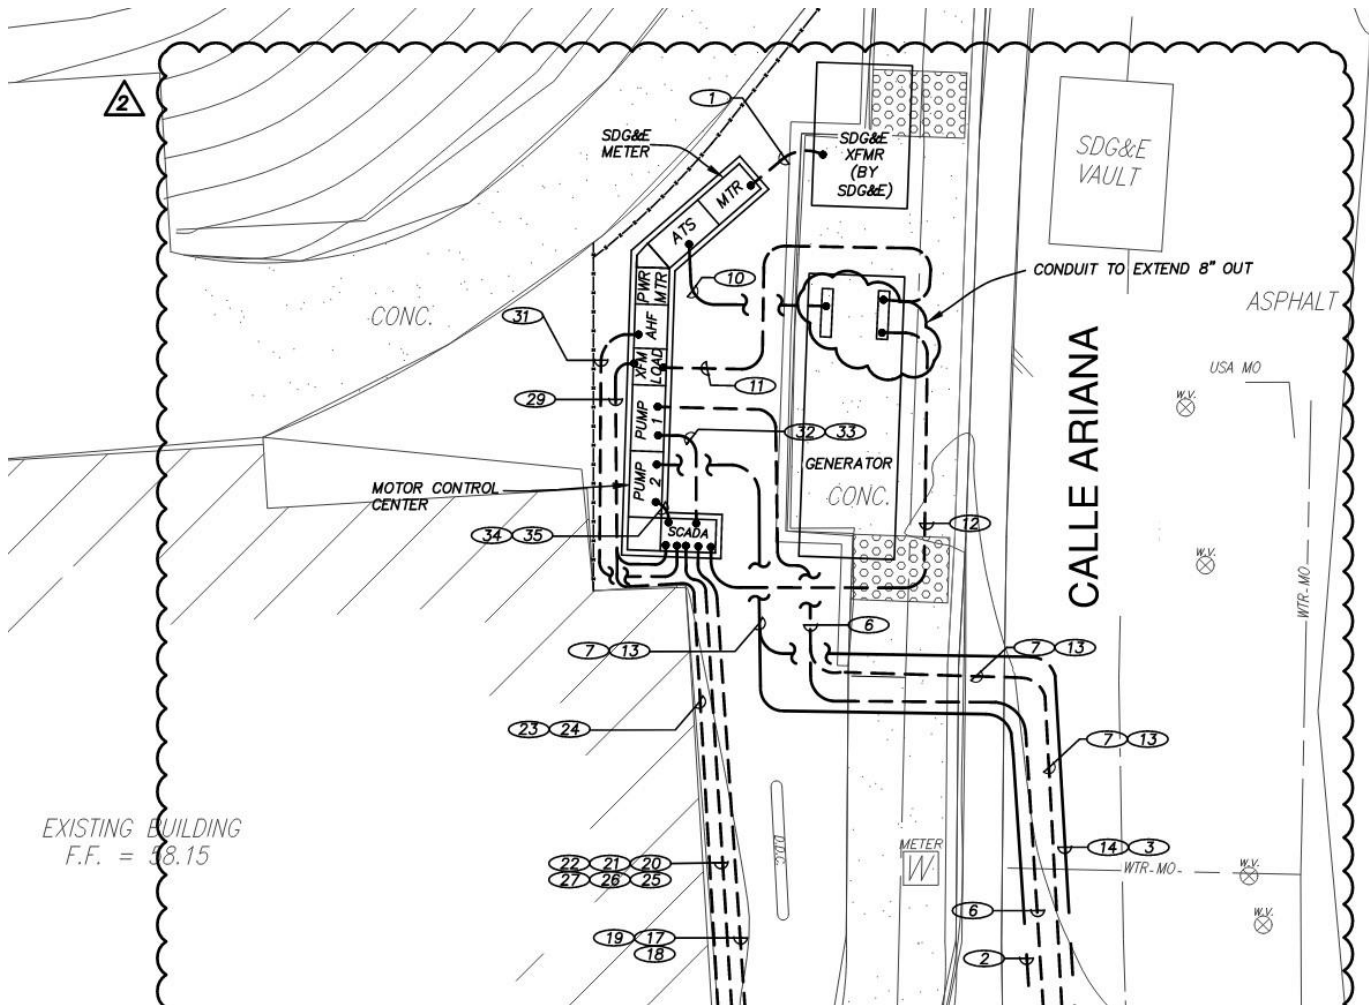 2
1
SDG&E
METER
SDG&E
XFMR
(BY
SDG&E)
SDG&E
VAULT
MTR
ATS
10
CONDUIT TO EXTEND 8" OUT
PWR
MTR
ASPHALT
CONC.
31
AHF
XFM
LOAD
11
USA MO
29
W.V.
PUMP
1
32 33
GENERATOR
CONC.
CALLE ARIANA
MOTOR CONTROL
CENTER
PUMP
2
34 35
SCADA
12
W.V.
WTR-MO
6
7 13
7 13
23 24
7 13
EXISTING BUILDING
F.F. = 58.15
D.D.C.
METER
W
14 3
WTR-MO
W.V.
22 21 20
27 26 25
6
W.V.
19 17
18
2